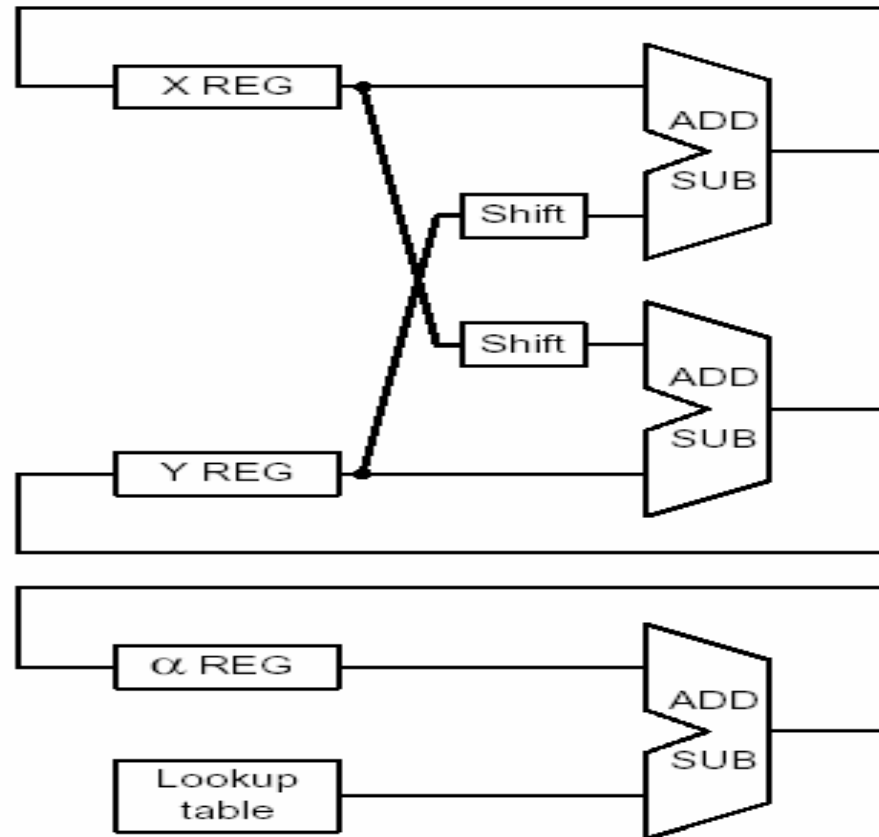 X REG
ADD
SUB
Shift
Shift
ADD
SUB
Y REG
α REG
ADD
SUB
Lookup
table